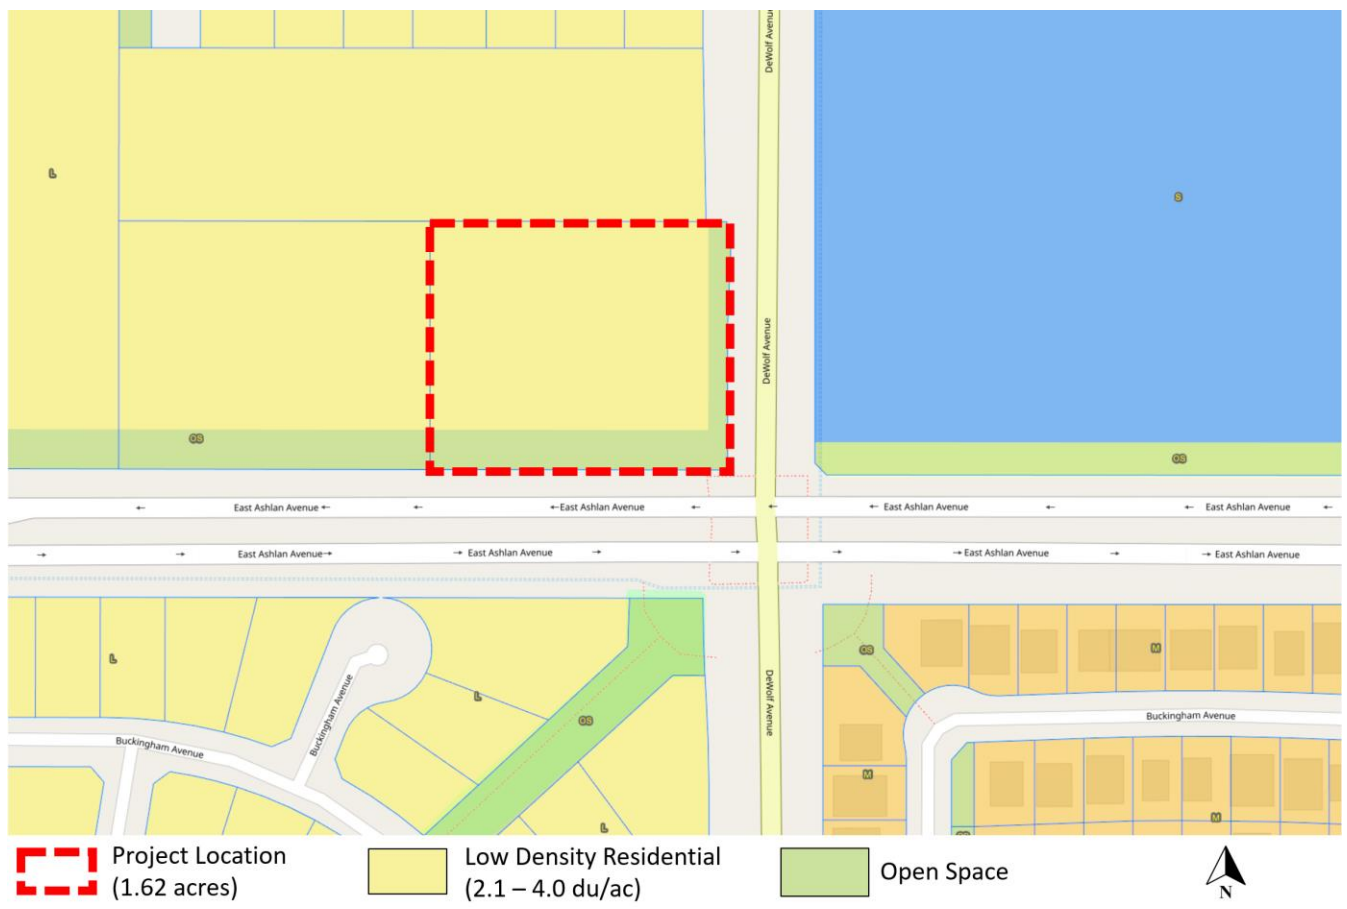 DeWolf Avenue
L
S
DeWolf Avenue
OS
OS
← East Ashlan Avenue ← ← ← East Ashlan Avenue ← ← ← East Ashlan Avenue ← ← East Ashlan Avenue ←
→ → East Ashlan Avenue → → East Ashlan Avenue → → → → East Ashlan Avenue → → East Ashlan Avenue
L
OS
M
Buckingham Avenue
L
DeWolf Avenue
OS
Buckingham Avenue
Buckingham Avenue
M
L
M
Project Location
(1.62 acres)
Low Density Residential
(2.1 – 4.0 du/ac)
Open Space
N